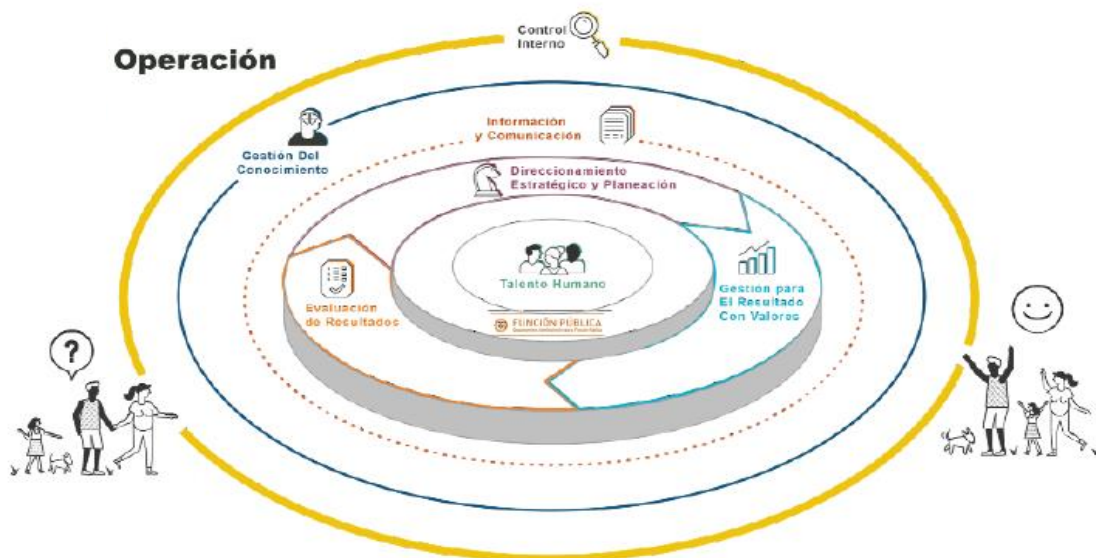 Operación
Control
Interno
Información
y Comunicación
Gestión Del
Conocimiento
Direccionamiento
Estratégico y Planeación
Talento Humano
Gestión para
El Resultado
Con Valores
Evaluación
de Resultados
FUNCIÓN PÚBLICA
?